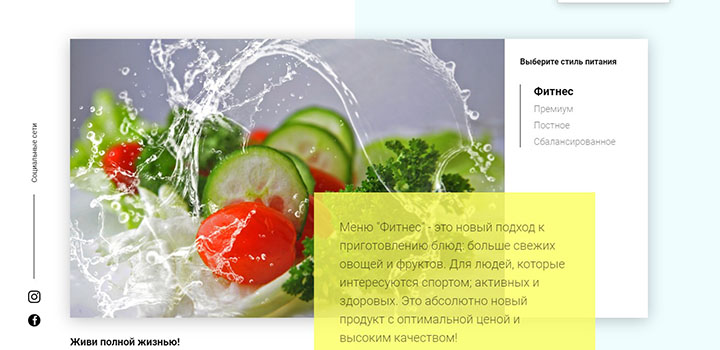 Социальные сети
Выберите стиль питания
Фитнес
Премиум
Постное
Сбалансированное
Меню "Фитнес" - это новый подход к
приготовлению блюд: больше свежих
овощей и фруктов. Для людей, которые
интересуются спортом; активных и
здоровых. Это абсолютно новый
продукт с оптимальной ценой и
высоким качеством!
Живи полной жизнью!